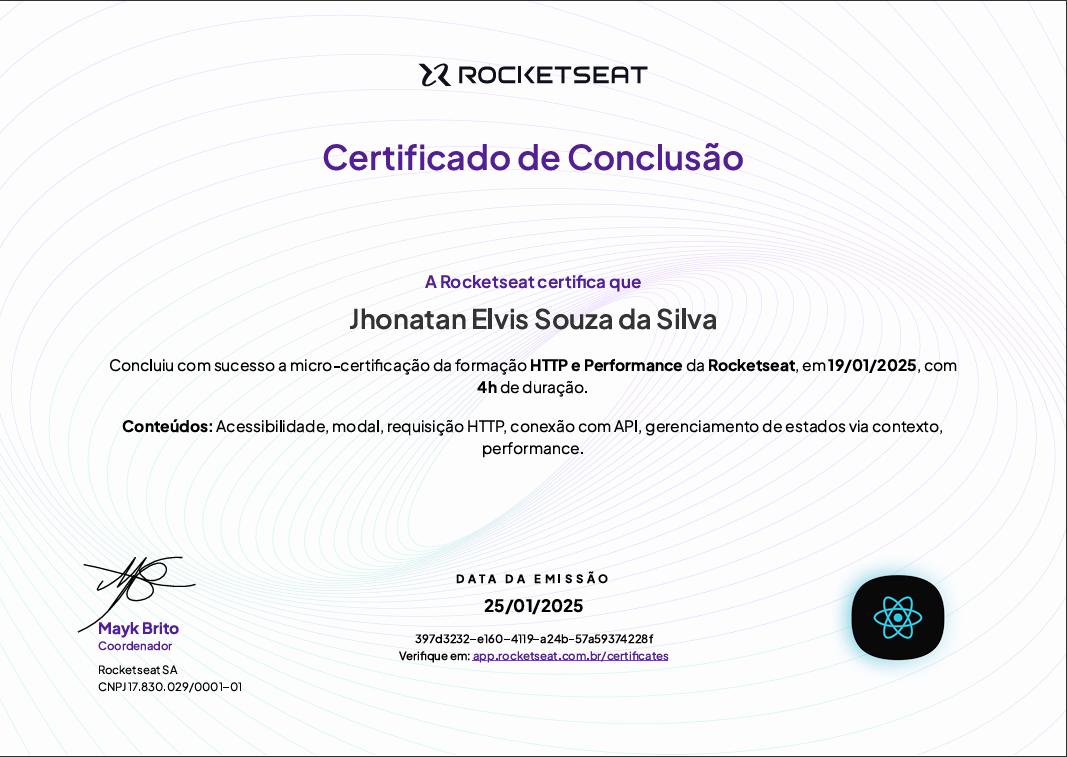 ROCKETSEAT
Certificado de Conclusão
A Rocketseat certifica que
Jhonatan Elvis Souza da Silva
Concluiu com sucesso a micro-certificação da formação HTTP e Performance da Rocketseat, em 19/01/2025, com
4h de duração.
Conteúdos: Acessibilidade, modal, requisição HTTP, conexão com API, gerenciamento de estados via contexto,
performance.
Mayk Brito
Coordenador
Rocketseat SA
CNPJ 17.830.029/0001-01
DATA DA EMISSÃO
25/01/2025
397d3232-e160-4119-a24b-57a59374228f
Verifique em: app.rocketseat.com.br/certificates